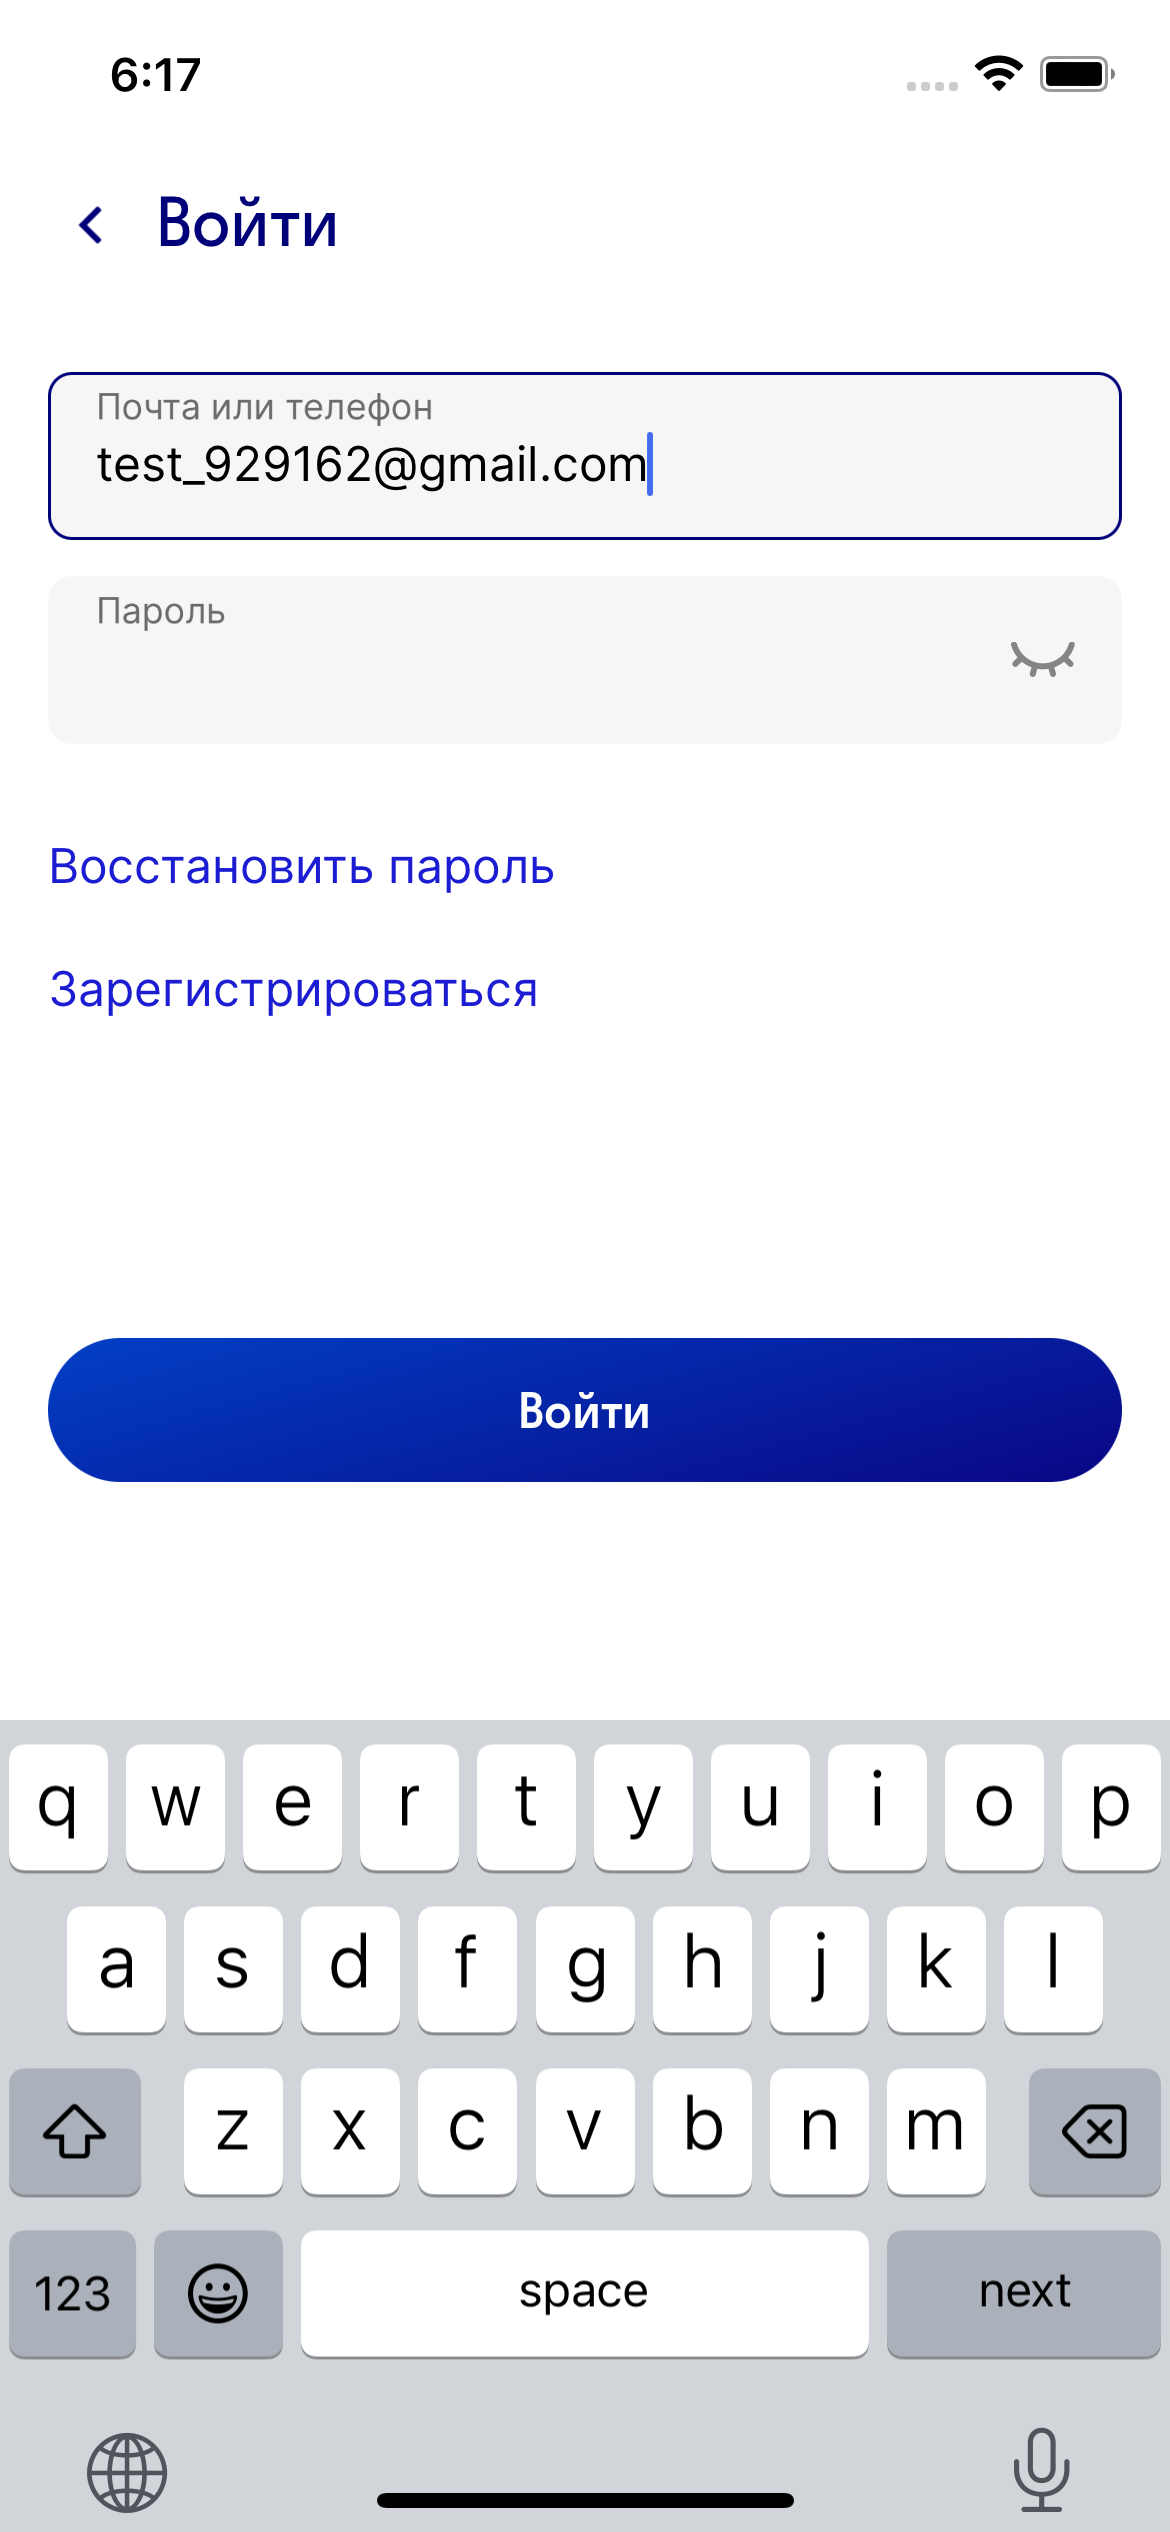 6:17
Войти
Почта или телефон
test_929162@gmail.com
Пароль
Восстановить пароль
Зарегистрироваться
Войти
q w e r t y u i o p
a s d f g h j k l
z x c v b n m
123 space next